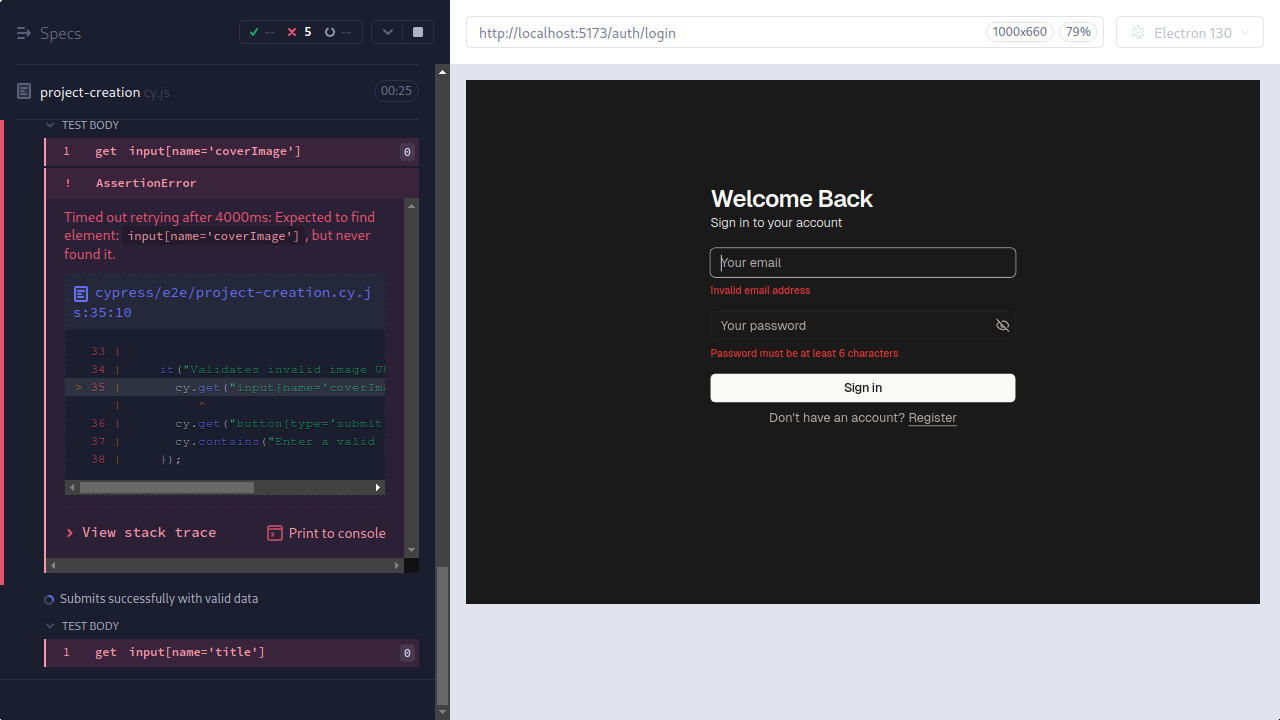 Specs
-- 5 --
project-creation.cy.js
00:25
TEST BODY
1 get input[name='coverImage'] 0
! AssertionError
Timed out retrying after 4000ms: Expected to find
element: input[name='coverImage'] , but never
found it.
cypress/e2e/project-creation.cy.j
s:35:10
33 |
34 | it("Validates invalid image U
> 35 | cy.get("input[name='coverIm
| ^
36 | cy.get("button[type='submit
37 | cy.contains("Enter a valid
38 | });
View stack trace
Print to console
Submits successfully with valid data
TEST BODY
1 get input[name='title'] 0
http://localhost:5173/auth/login
1000x660
79%
Electron 130
Welcome Back
Sign in to your account
Your email
Invalid email address
Your password
Password must be at least 6 characters
Sign in
Don't have an account? Register